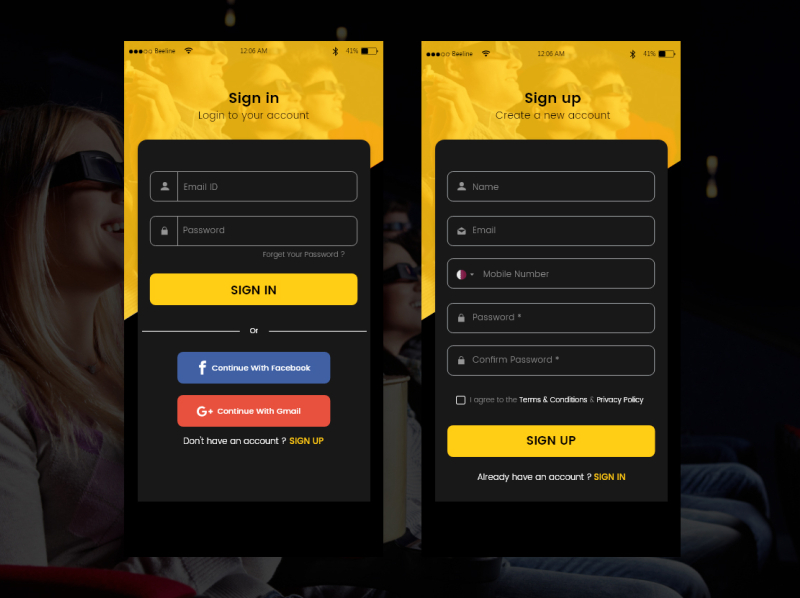 Beeline 12:06 AM 41%
Sign in
Login to your account
Email ID
Password
Forget Your Password ?
SIGN IN
Or
f Continue With Facebook
G+ Continue With Gmail
Don't have an account ? SIGN UP
Beeline 12:06 AM 41%
Sign up
Create a new account
Name
Email
Mobile Number
Password *
Confirm Password *
I agree to the Terms & Conditions & Privacy Policy
SIGN UP
Already have an account ? SIGN IN